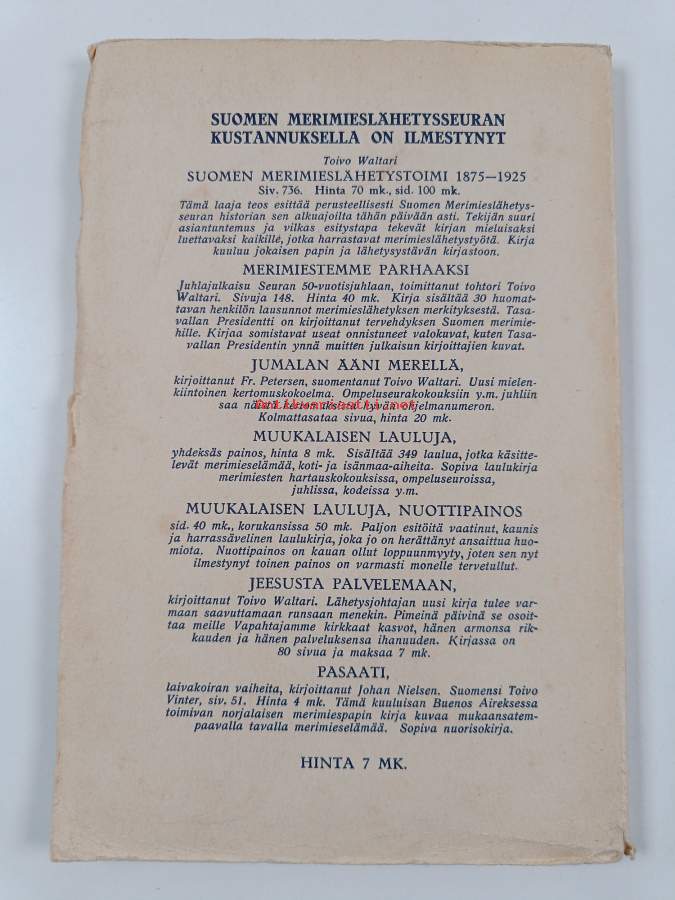 SUOMEN MERIMIESLÄHETYSSEURAN
KUSTANNUKSELLA ON ILMESTYNYT
Toivo Waltari
SUOMEN MERIMIESLÄHETYSTOIMI 1875—1925
Siv. 736. Hinta 70 mk., sid. 100 mk.
Tämä laaja teos esittää perusteellisesti Suomen Merimieslähetys-
seuran historian sen alkuajoilta tähän päivään asti. Tekijän suuri
asiantuntemus ja vilkas esitystapa tekevät kirjan mieluisaksi
luettavaksi kaikille, jotka harrastavat merimieslähetystyötä. Kirja
kuuluu jokaisen papin ja lähetysystävän kirjastoon.
MERIMIESTEMME PARHAAKSI
Juhlajulkaisu Seuran 50-vuotisjuhlaan, toimittanut tohtori Toivo
Waltari. Sivuja 148. Hinta 40 mk. Kirja sisältää 30 huomat-
tavan henkilön lausunnot merimieslähetyksen merkityksestä. Tasa-
vallan Presidentti on kirjoittanut tervehdyksen Suomen merimie-
hille. Kirjaa somistavat useat onnistuneet valokuvat, kuten Tasa-
vallan Presidentin ynnä muitten julkaisun kirjoittajien kuvat.
JUMALAN ÄÄNI MERELLÄ,
kirjoittanut Fr. Petersen, suomentanut Toivo Waltari. Uusi mielen-
kiintoinen kertomuskokoelma. Ompeluseurakokouksiin y.m. juhliin
saa näistä kertomuksista hyvän ohjelmanumeron.
antikvariaatti.net
Kolmattasataa sivua, hinta 20 mk.
MUUKALAISEN LAULUJA,
yhdeksäs painos, hinta 8 mk. Sisältää 349 laulua, jotka käsitte-
levät merimieselämää, koti- ja isänmaa-aiheita. Sopiva laulukirja
merimiesten hartauskokouksissa, ompeluseuroissa,
juhlissa, kodeissa y.m.
MUUKALAISEN LAULUJA, NUOTTIPAINOS
sid. 40 mk., korukansissa 50 mk. Paljon esitöitä vaatinut, kaunis
ja harrassävelinen laulukirja, joka jo on herättänyt ansaittua huo-
miota. Nuottipainos on kauan ollut loppuunmyyty, joten sen nyt
ilmestynyt toinen painos on varmasti monelle tervetullut.
JEESUSTA PALVELEMAAN,
kirjoittanut Toivo Waltari. Lähetysjohtajan uusi kirja tulee var-
maan saavuttamaan runsaan menekin. Pimeinä päivinä se osoit-
taa meille Vapahtajamme kirkkaat kasvot, hänen armonsa rik-
kauden ja hänen palveluksensa ihanuuden. Kirjassa on
80 sivua ja maksaa 7 mk.
PASAATI,
laivakoiran vaiheita, kirjoittanut Johan Nielsen. Suomensi Toivo
Vinter, siv. 51. Hinta 4 mk. Tämä kuuluisan Buenos Aireksessa
toimivan norjalaisen merimiespapin kirja kuvaa mukaansatem-
paavalla tavalla merimieselämää. Sopiva nuorisokirja.
HINTA 7 MK.